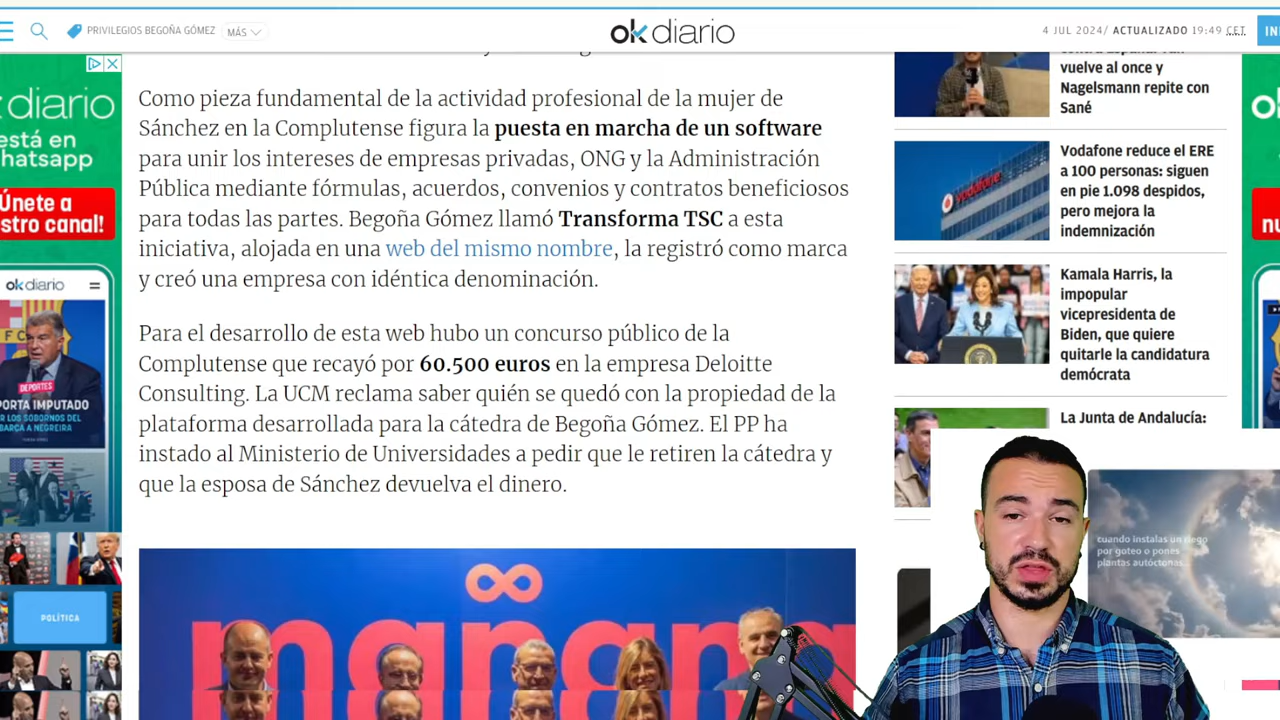 PRIVILEGIOS BEGOÑA GÓMEZ
MÁS
okdiario
4 JUL 2024/ ACTUALIZADO 19:49 CET
Como pieza fundamental de la actividad profesional de la mujer de
Sánchez en la Complutense figura la puesta en marcha de un software
para unir los intereses de empresas privadas, ONG y la Administración
Pública mediante fórmulas, acuerdos, convenios y contratos beneficiosos
para todas las partes. Begoña Gómez llamó Transforma TSC a esta
iniciativa, alojada en una web del mismo nombre, la registró como marca
y creó una empresa con idéntica denominación.
Para el desarrollo de esta web hubo un concurso público de la
Complutense que recayó por 60.500 euros en la empresa Deloitte
Consulting. La UCM reclama saber quién se quedó con la propiedad de la
plataforma desarrollada para la cátedra de Begoña Gómez. El PP ha
instado al Ministerio de Universidades a pedir que le retiren la cátedra y
que la esposa de Sánchez devuelva el dinero.
mañana
vuelve al once y
Nagelsmann repite con
Sané
vodafone
Vodafone reduce el ERE
a 100 personas: siguen
en pie 1.098 despidos,
pero mejora la
indemnización
Kamala Harris, la
impopular
vicepresidenta de
Biden, que quiere
quitarle la candidatura
demócrata
La Junta de Andalucía:
cuando instalas un riego
por goteo o pones
plantas autóctonas...
diario
está en
hatsapp
Únete a
stro canal!
okdiario
DEPORTES
PORTA IMPUTADO
R LOS SOBORNOS DEL
BARÇA A NEGREIRA
POLÍTICA